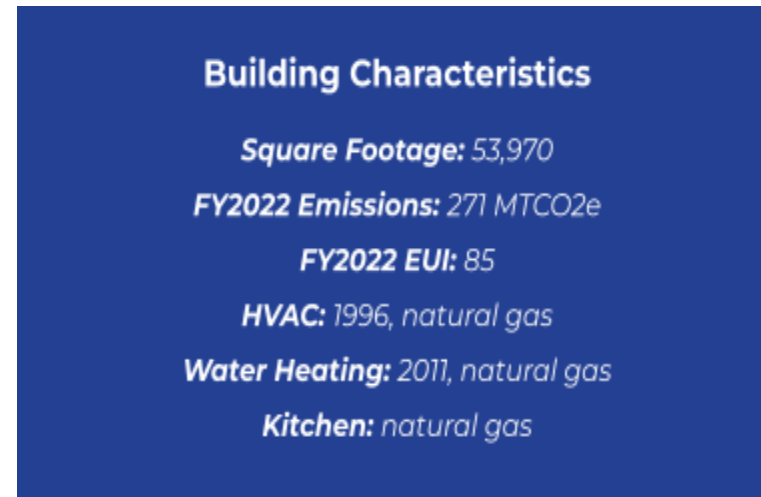 Building Characteristics
Square Footage: 53,970
FY2022 Emissions: 271 MTCO2e
FY2022 EUI: 85
HVAC: 1996, natural gas
Water Heating: 2011, natural gas
Kitchen: natural gas